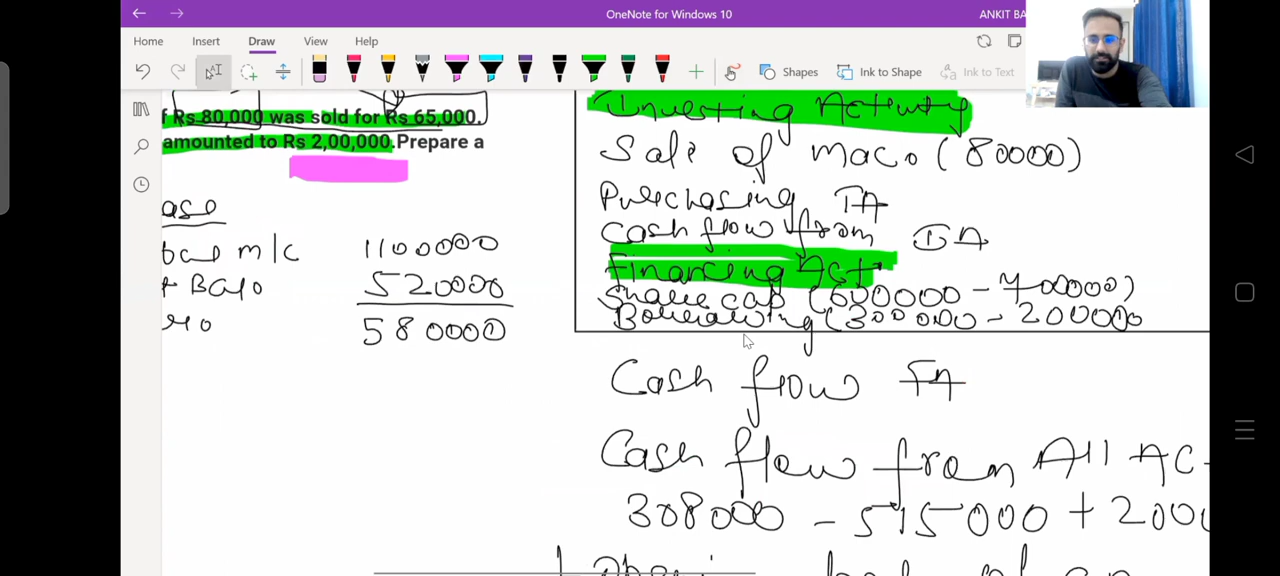 OneNote for Windows 10
ANKIT BA
Home Insert Draw View Help
Shapes Ink to Shape Ink to Text
f Rs 80,000 was sold for Rs 65,000.
amounted to Rs 2,00,000.Prepare a
m/c 1100000
520000
580000
Investing Activity
Sale of (80000)
Purchasing FA
Cash flow from IA
Financing Act
Share cap (600000 - 400000)
Borrowing (300000 - 200000
Cash flow FA
Cash flow from All AC
308000 - 515000 + 200